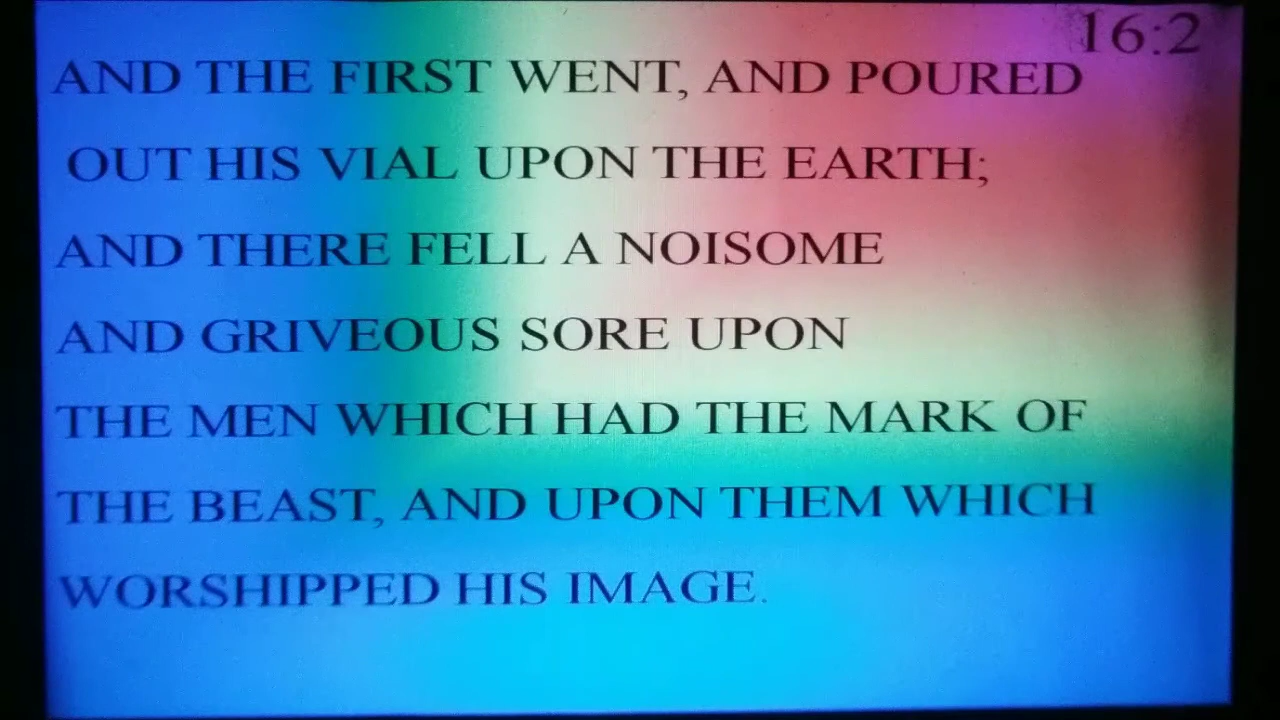 16:2
AND THE FIRST WENT, AND POURED
OUT HIS VIAL UPON THE EARTH;
AND THERE FELL A NOISOME
AND GRIVEOUS SORE UPON
THE MEN WHICH HAD THE MARK OF
THE BEAST, AND UPON THEM WHICH
WORSHIPPED HIS IMAGE.